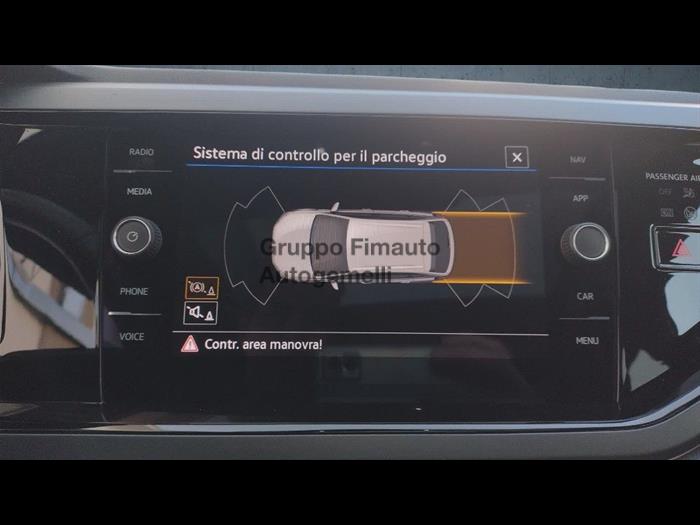 RADIO
Sistema di controllo per il parcheggio
NAV
MEDIA
PASSENGER AI
OFF
APP
Gruppo Fimauto
Autogemelli
PHONE
CAR
VOICE
Contr. area manovra!
MENU